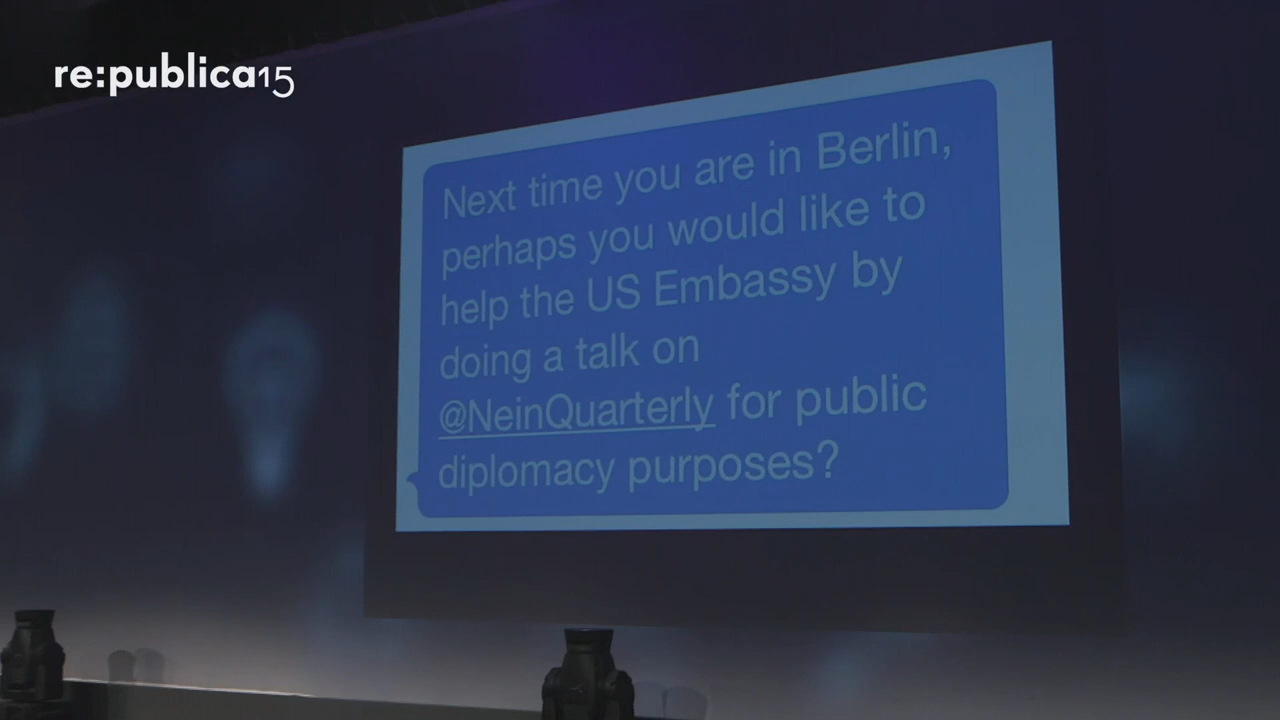 re:publica15
Next time you are in Berlin,
perhaps you would like to
help the US Embassy by
doing a talk on
@NeinQuarterly for public
diplomacy purposes?